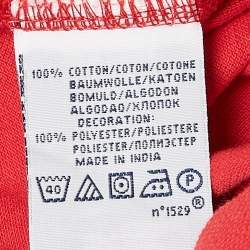 100% COTTON/COTON/COTONE
BAUMWOLLE/KATOEN
BOMULD/ALGODON
ALGODAO/ХЛОПОК
DECORATION:
100% POLYESTER/POLIESTERE
POLIESTER/ПОЛИЭСТЕР
MADE IN INDIA
40
n°1529®